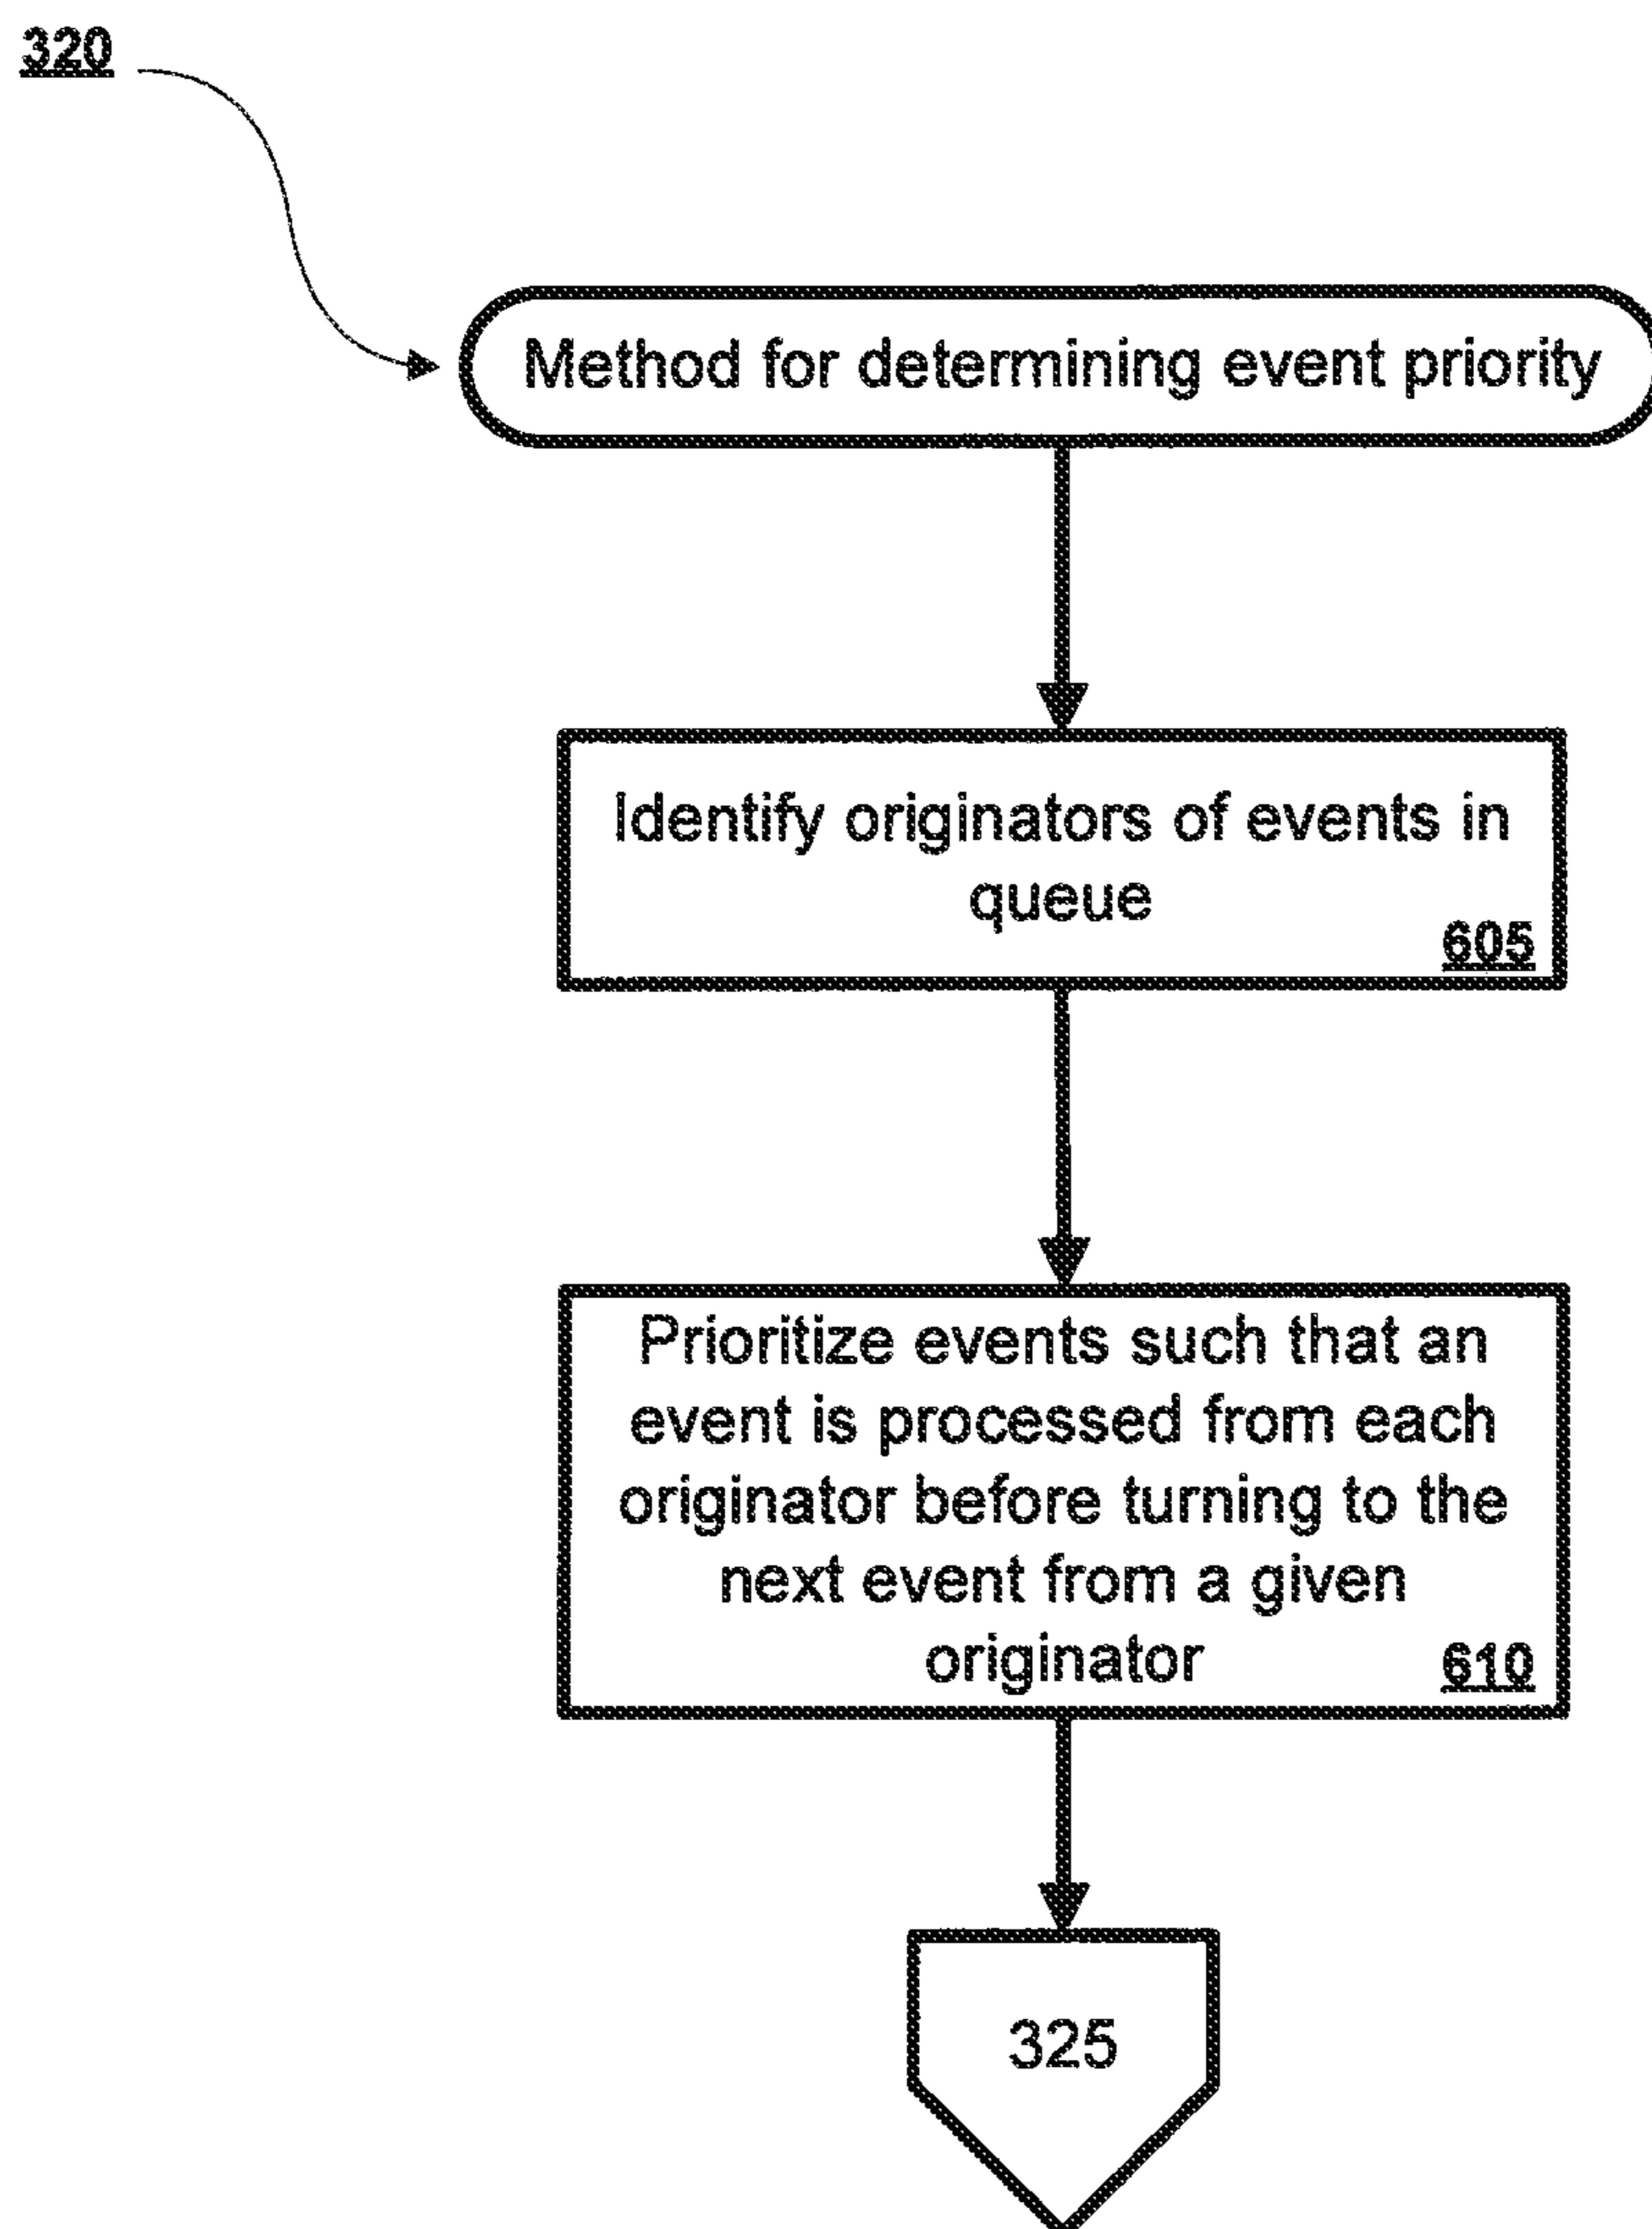 320
Method for determining event priority
Identify originators of events in
queue
605
Prioritize events such that an
event is processed from each
originator before turning to the
next event from a given
originator
610
325